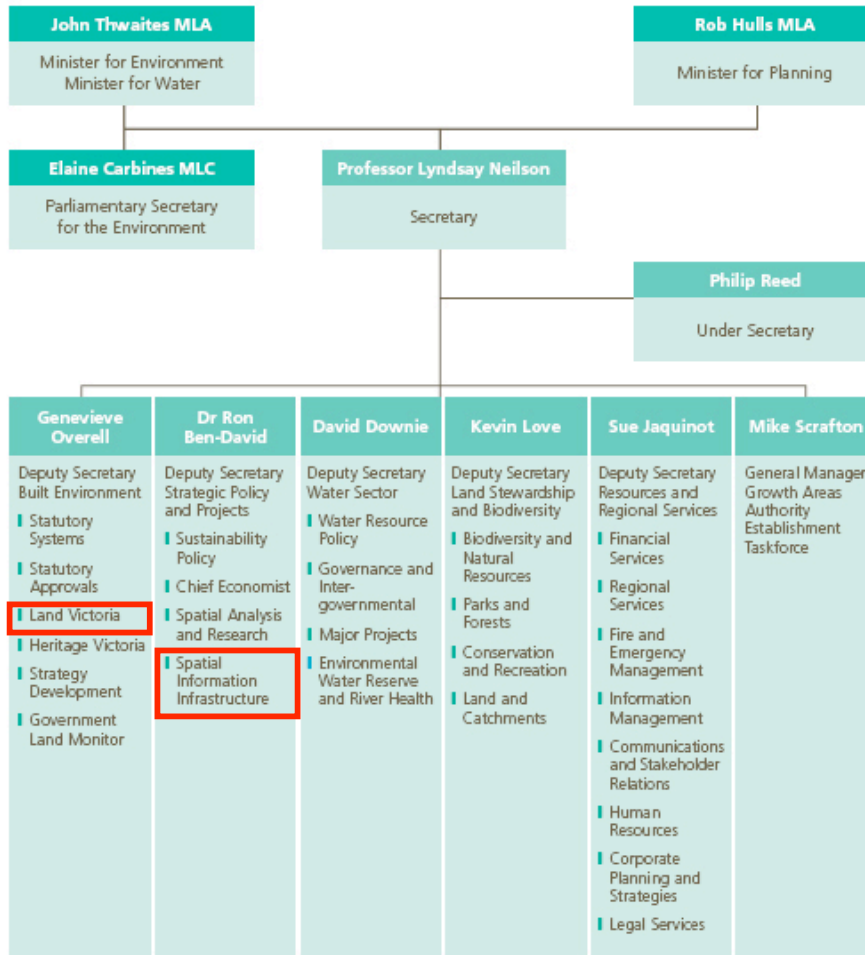 John Thwaites MLA
Minister for Environment
Minister for Water
Rob Hulls MLA
Minister for Planning
Elaine Carbines MLC
Parliamentary Secretary
for the Environment
Professor Lyndsay Neilson
Secretary
Philip Reed
Under Secretary
Genevieve
Overell
Deputy Secretary
Built Environment
Statutory
Systems
Statutory
Approvals
Land Victoria
Heritage Victoria
Strategy
Development
Government
Land Monitor
Dr Ron
Ben-David
Deputy Secretary
Strategic Policy
and Projects
Sustainability
Policy
Chief Economist
Spatial Analysis
and Research
Spatial
Information
Infrastructure
David Downie
Deputy Secretary
Water Sector
Water Resource
Policy
Governance and
Inter-
governmental
Major Projects
Environmental
Water Reserve
and River Health
Kevin Love
Deputy Secretary
Land Stewardship
and Biodiversity
Biodiversity and
Natural
Resources
Parks and
Forests
Conservation
and Recreation
Land and
Catchments
Sue Jaquinot
Deputy Secretary
Resources and
Regional Services
Financial
Services
Regional
Services
Fire and
Emergency
Management
Information
Management
Communications
and Stakeholder
Relations
Human
Resources
Corporate
Planning and
Strategies
Legal Services
Mike Scrafton
General Manager
Growth Areas
Authority
Establishment
Taskforce